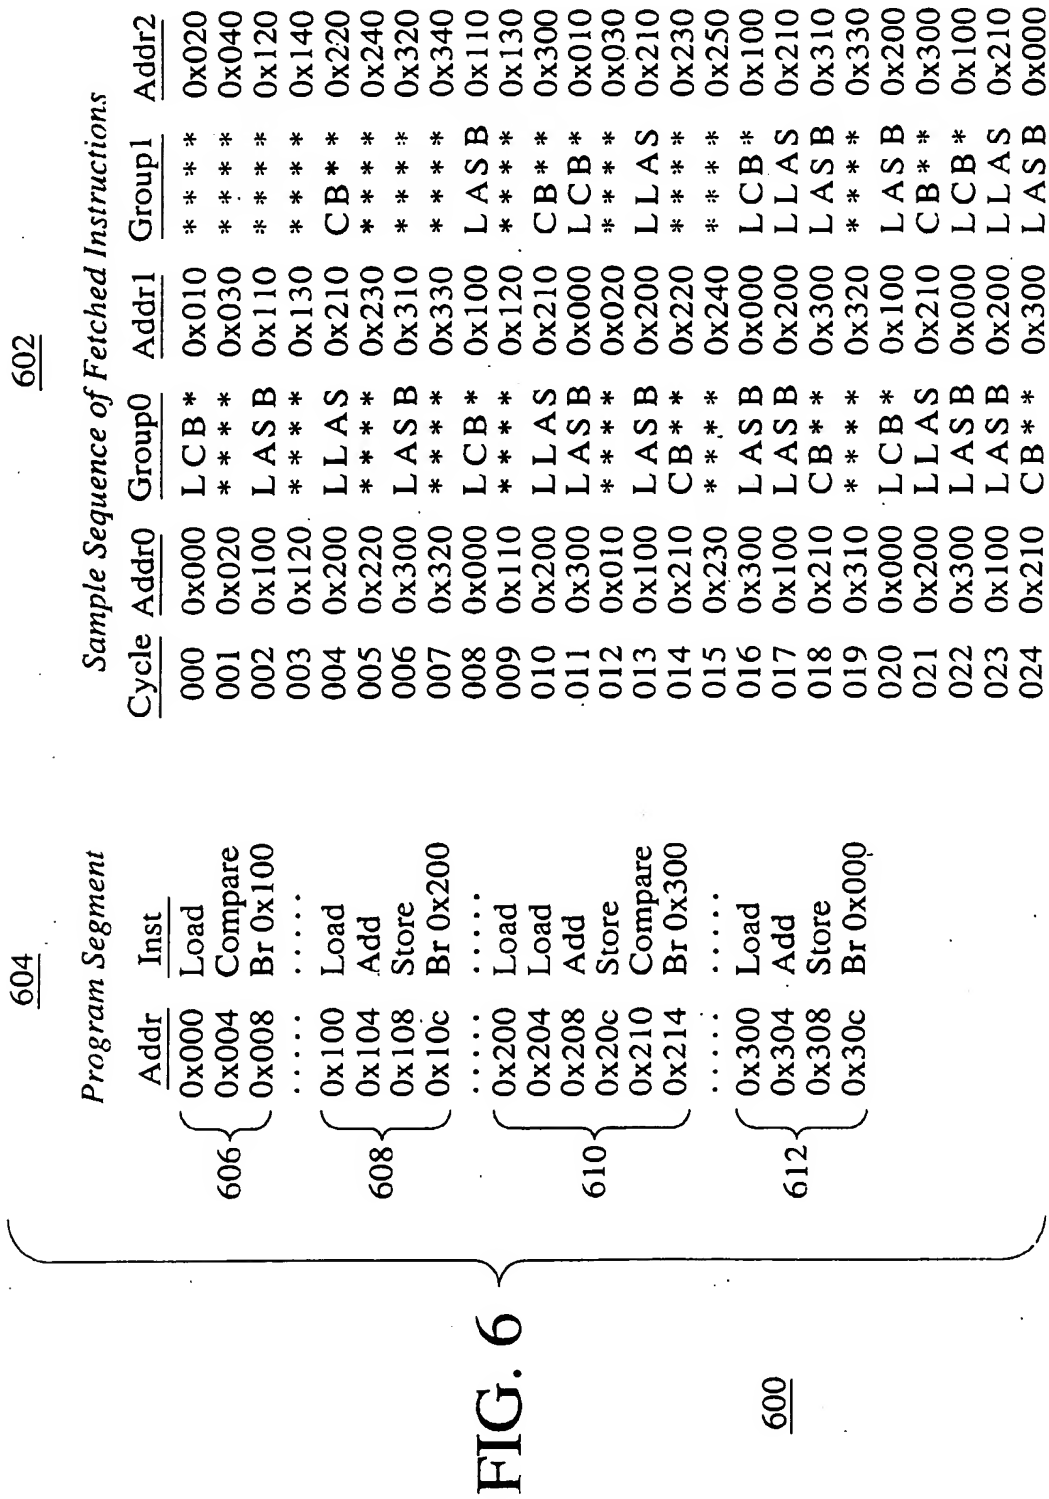 600
FIG. 6
604
Program Segment
Addr Inst
606
0x000 Load
0x004 Compare
0x008 Br 0x100
..... .....
608
0x100 Load
0x104 Add
0x108 Store
0x10c Br 0x200
..... .....
610
0x200 Load
0x204 Load
0x208 Add
0x20c Store
0x210 Compare
0x214 Br 0x300
..... .....
612
0x300 Load
0x304 Add
0x308 Store
0x30c Br 0x000
602
Sample Sequence of Fetched Instructions
Cycle Addr0 Group0 Addr1 Group1 Addr2
000 0x000 L C B * 0x010 * * * * 0x020
001 0x020 * * * * 0x030 * * * * 0x040
002 0x100 L A S B 0x110 * * * * 0x120
003 0x120 * * * * 0x130 * * * * 0x140
004 0x200 L L A S 0x210 C B * * 0x220
005 0x220 * * * * 0x230 * * * * 0x240
006 0x300 L A S B 0x310 * * * * 0x320
007 0x320 * * * * 0x330 * * * * 0x340
008 0x000 L C B * 0x100 L A S B 0x110
009 0x110 * * * * 0x120 * * * * 0x130
010 0x200 L L A S 0x210 C B * * 0x300
011 0x300 L A S B 0x000 L C B * 0x010
012 0x010 * * * * 0x020 * * * * 0x030
013 0x100 L A S B 0x200 L L A S 0x210
014 0x210 C B * * 0x220 * * * * 0x230
015 0x230 * * * * 0x240 * * * * 0x250
016 0x300 L A S B 0x000 L C B * 0x100
017 0x100 L A S B 0x200 L L A S 0x210
018 0x210 C B * * 0x300 L A S B 0x310
019 0x310 * * * * 0x320 * * * * 0x330
020 0x000 L C B * 0x100 L A S B 0x200
021 0x200 L L A S 0x210 C B * * 0x300
022 0x300 L A S B 0x000 L C B * 0x100
023 0x100 L A S B 0x200 L L A S 0x210
024 0x210 C B * * 0x300 L A S B 0x000